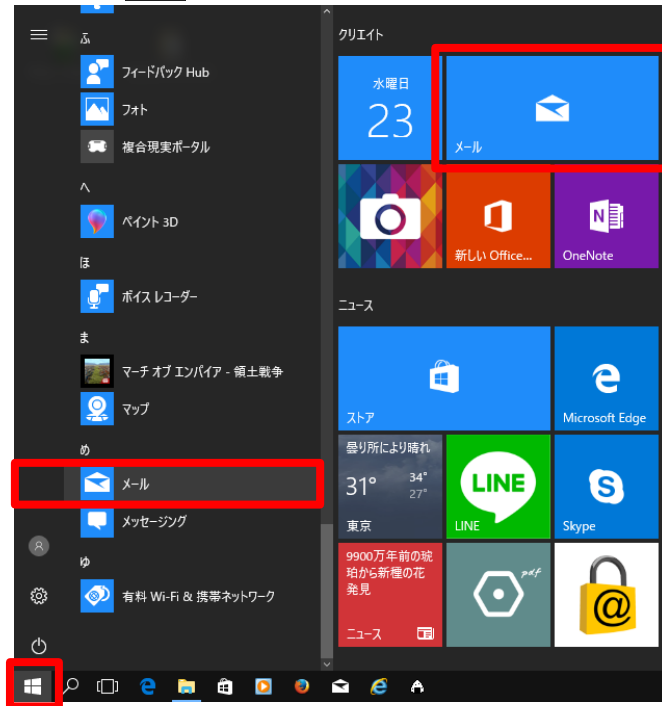 ふ
フィードバック Hub
フォト
複合現実ポータル
へ
ペイント 3D
ほ
ボイス レコーダー
ま
マーチ オブ エンパイア - 領土戦争
マップ
め
メール
メッセージング
ゆ
有料 Wi-Fi & 携帯ネットワーク
クリエイト
水曜日
23
メール
新しい Office...
OneNote
N
ニュース
ストア
Microsoft Edge
曇り所により晴れ
31°
34°
27°
東京
LINE
LINE
Skype
9900万年前の琥
珀から新種の花
発見
ニュース
pdf
@